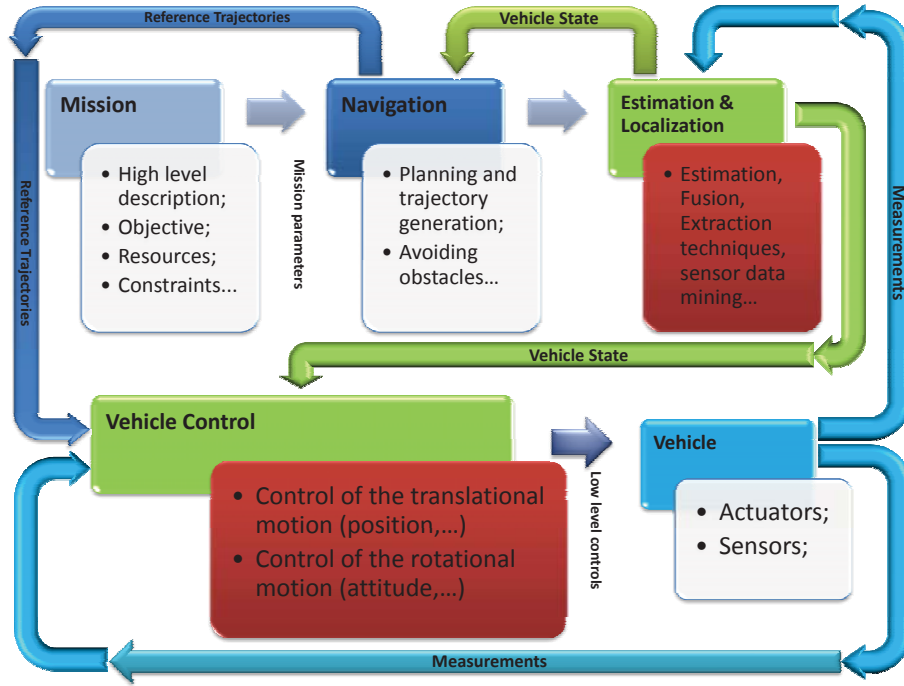 Reference Trajectories
Vehicle State
Mission
Navigation
Estimation &
Localization
• High level
description;
• Objective;
• Resources;
• Constraints...
Mission parameters
• Planning and
trajectory
generation;
• Avoiding
obstacles...
• Estimation,
Fusion,
Extraction
techniques,
sensor data
mining...
Reference Trajectories
Measurements
Vehicle State
Vehicle Control
Vehicle
• Control of the translational
motion (position,...)
• Control of the rotational
motion (attitude,...)
Low level controls
• Actuators;
• Sensors;
Measurements